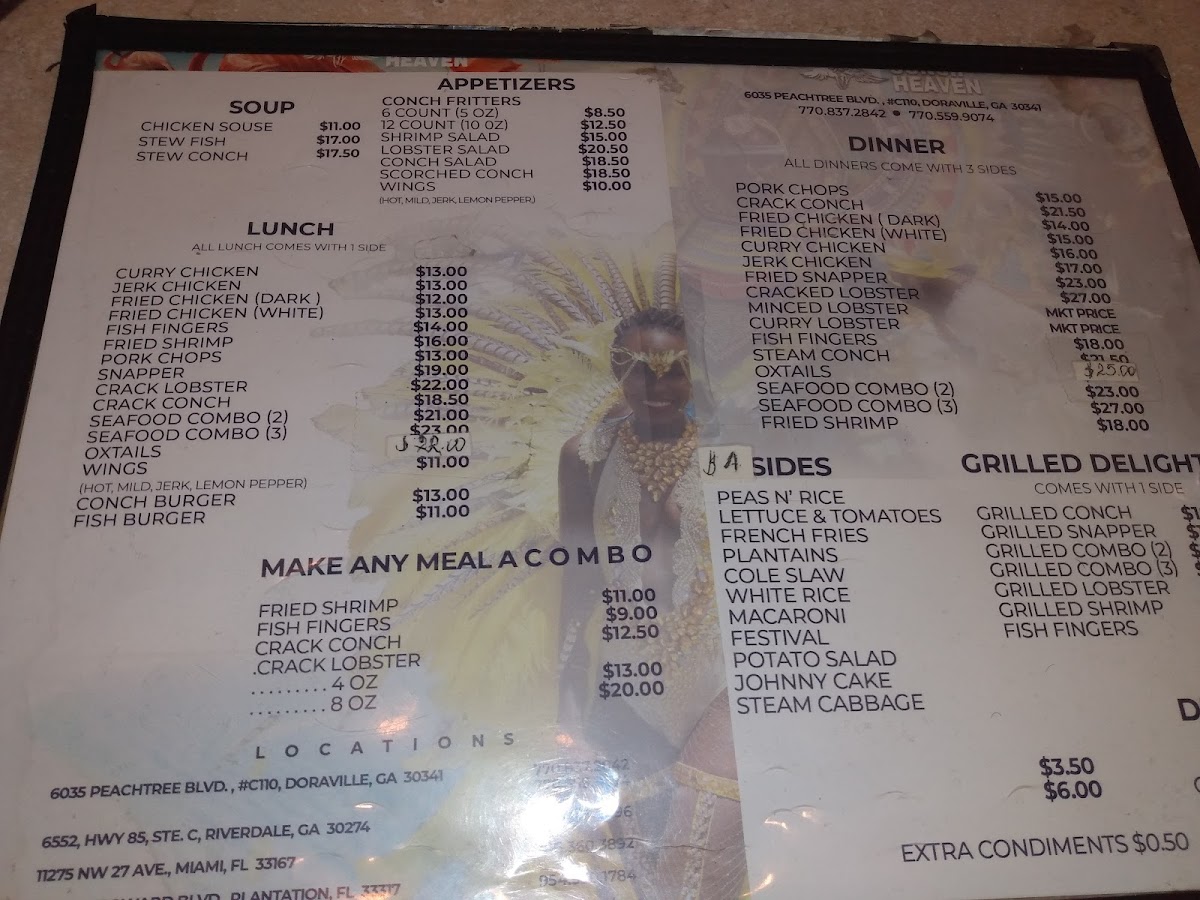 HEAVEN
SOUP
CHICKEN SOUSE $11.00
STEW FISH $17.00
STEW CONCH $17.50
APPETIZERS
CONCH FRITTERS
6 COUNT (5 OZ) $8.50
12 COUNT (10 OZ) $12.50
SHRIMP SALAD $15.00
LOBSTER SALAD $20.50
CONCH SALAD $18.50
SCORCHED CONCH $18.50
WINGS $10.00
(HOT, MILD, JERK, LEMON PEPPER,)
LUNCH
ALL LUNCH COMES WITH 1 SIDE
CURRY CHICKEN $13.00
JERK CHICKEN $13.00
FRIED CHICKEN (DARK ) $12.00
FRIED CHICKEN (WHITE) $13.00
FISH FINGERS $14.00
FRIED SHRIMP $16.00
PORK CHOPS $13.00
SNAPPER $19.00
CRACK LOBSTER $22.00
CRACK CONCH $18.50
SEAFOOD COMBO (2) $21.00
SEAFOOD COMBO (3) $23.00
OXTAILS $22.00
WINGS $11.00
(HOT, MILD, JERK, LEMON PEPPER)
CONCH BURGER $13.00
FISH BURGER $11.00
MAKE ANY MEAL A COMBO
FRIED SHRIMP $11.00
FISH FINGERS $9.00
CRACK CONCH $12.50
.CRACK LOBSTER
.........4 OZ $13.00
.........8 OZ $20.00
LOCATIONS
6035 PEACHTREE BLVD. , #C110, DORAVILLE, GA 30341
6552, HWY 85, STE. C, RIVERDALE, GA 30274
11275 NW 27 AVE., MIAMI, FL 33167
BLVD, PLANTATION, FL 33317
HEAVEN
6035 PEACHTREE BLVD. , #C110, DORAVILLE, GA 30341
770.837.2842 • 770.559.9074
DINNER
ALL DINNERS COME WITH 3 SIDES
PORK CHOPS $15.00
CRACK CONCH $21.50
FRIED CHICKEN ( DARK) $14.00
FRIED CHICKEN (WHITE) $15.00
CURRY CHICKEN $16.00
JERK CHICKEN $17.00
FRIED SNAPPER $23.00
CRACKED LOBSTER $27.00
MINCED LOBSTER MKT PRICE
CURRY LOBSTER MKT PRICE
FISH FINGERS $18.00
STEAM CONCH $21.50
OXTAILS $25.00
SEAFOOD COMBO (2) $23.00
SEAFOOD COMBO (3) $27.00
FRIED SHRIMP $18.00
SIDES
PEAS N' RICE
LETTUCE & TOMATOES
FRENCH FRIES
PLANTAINS
COLE SLAW
WHITE RICE
MACARONI
FESTIVAL
POTATO SALAD
JOHNNY CAKE
STEAM CABBAGE
$3.50
$6.00
EXTRA CONDIMENTS $0.50
GRILLED DELIGHT
COMES WITH 1 SIDE
GRILLED CONCH
GRILLED SNAPPER
GRILLED COMBO (2)
GRILLED COMBO (3)
GRILLED LOBSTER
GRILLED SHRIMP
FISH FINGERS